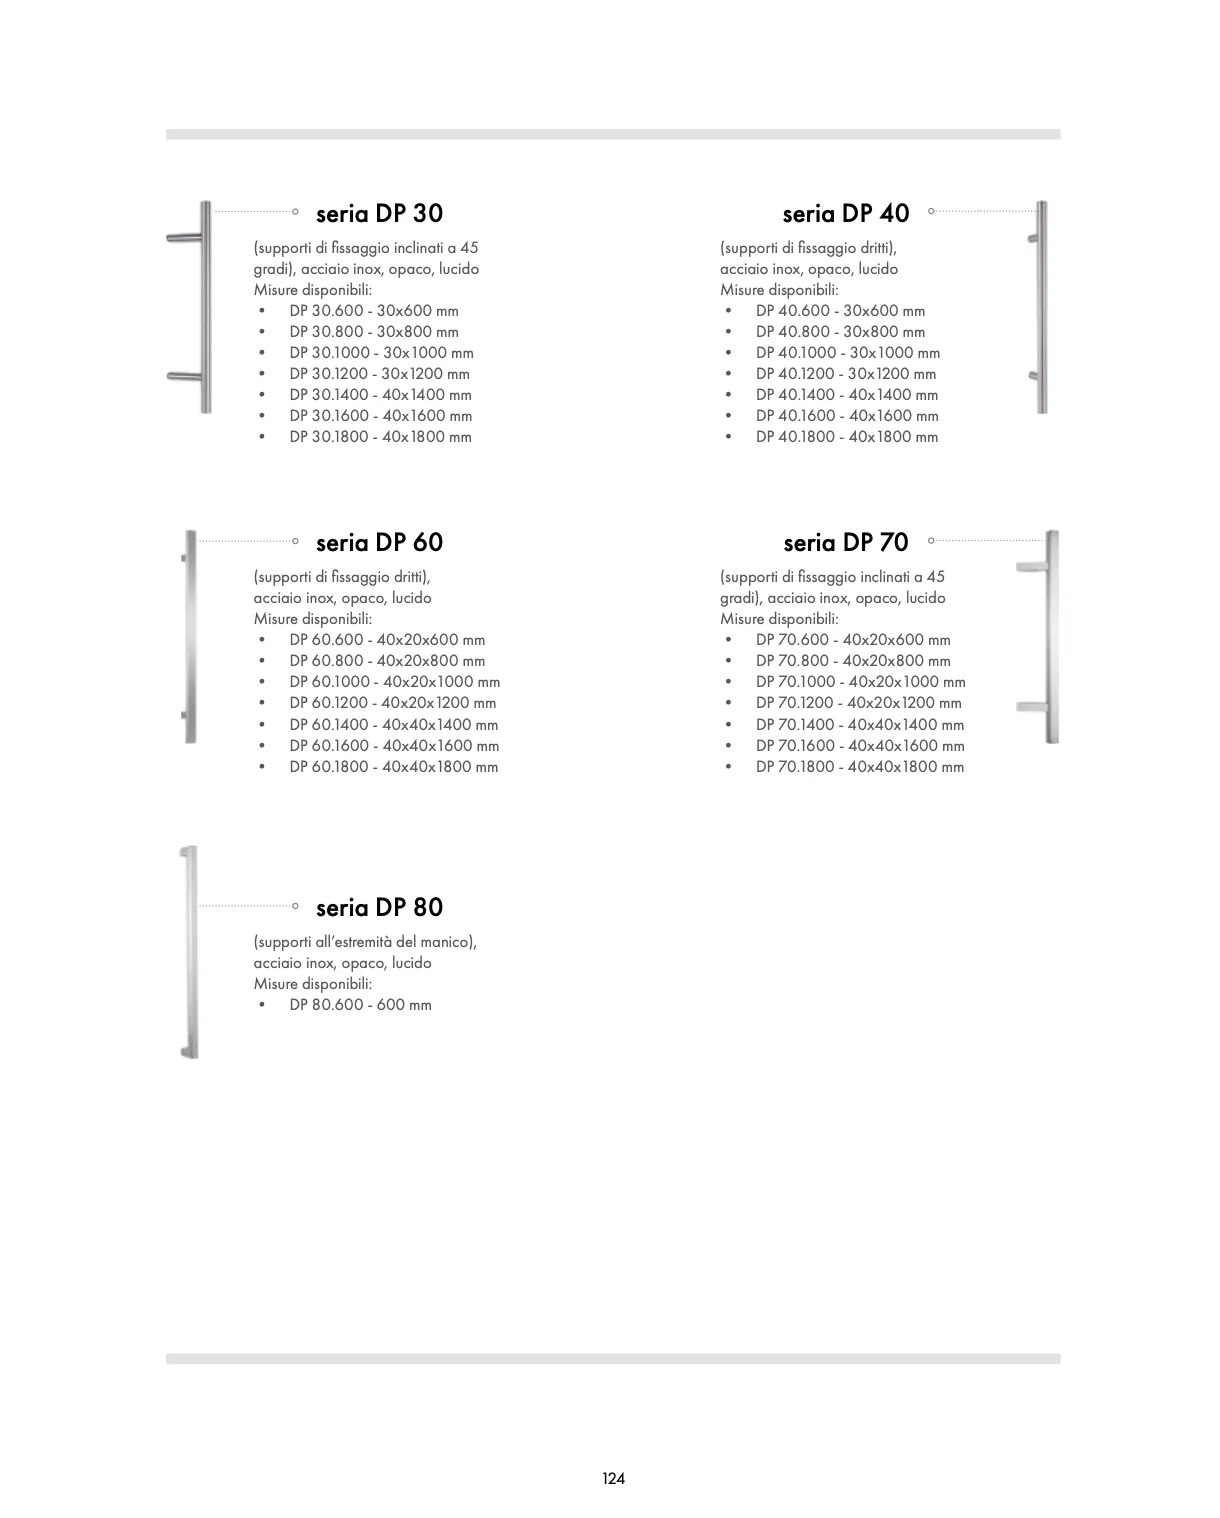 seria DP 30
(supporti di fissaggio inclinati a 45
gradi), acciaio inox, opaco, lucido
Misure disponibili:
• DP 30.600 - 30x600 mm
• DP 30.800 - 30x800 mm
• DP 30.1000 - 30x1000 mm
• DP 30.1200 - 30x1200 mm
• DP 30.1400 - 40x1400 mm
• DP 30.1600 - 40x1600 mm
• DP 30.1800 - 40x1800 mm
seria DP 40
(supporti di fissaggio dritti),
acciaio inox, opaco, lucido
Misure disponibili:
• DP 40.600 - 30x600 mm
• DP 40.800 - 30x800 mm
• DP 40.1000 - 30x1000 mm
• DP 40.1200 - 30x1200 mm
• DP 40.1400 - 40x1400 mm
• DP 40.1600 - 40x1600 mm
• DP 40.1800 - 40x1800 mm
seria DP 60
(supporti di fissaggio dritti),
acciaio inox, opaco, lucido
Misure disponibili:
• DP 60.600 - 40x20x600 mm
• DP 60.800 - 40x20x800 mm
• DP 60.1000 - 40x20x1000 mm
• DP 60.1200 - 40x20x1200 mm
• DP 60.1400 - 40x40x1400 mm
• DP 60.1600 - 40x40x1600 mm
• DP 60.1800 - 40x40x1800 mm
seria DP 70
(supporti di fissaggio inclinati a 45
gradi), acciaio inox, opaco, lucido
Misure disponibili:
• DP 70.600 - 40x20x600 mm
• DP 70.800 - 40x20x800 mm
• DP 70.1000 - 40x20x1000 mm
• DP 70.1200 - 40x20x1200 mm
• DP 70.1400 - 40x40x1400 mm
• DP 70.1600 - 40x40x1600 mm
• DP 70.1800 - 40x40x1800 mm
seria DP 80
(supporti all’estremità del manico),
acciaio inox, opaco, lucido
Misure disponibili:
• DP 80.600 - 600 mm
124